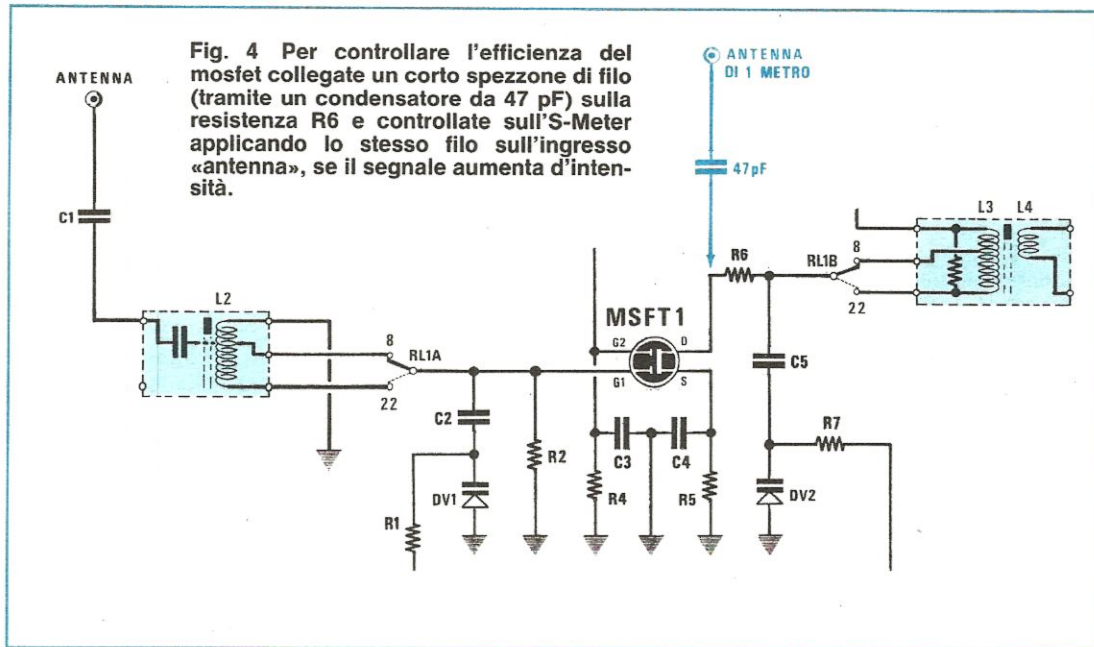 Fig. 4 Per controllare l'efficienza del
mosfet collegate un corto spezzone di filo
(tramite un condensatore da 47 pF) sulla
resistenza R6 e controllate sull'S-Meter
applicando lo stesso filo sull'ingresso
«antenna», se il segnale aumenta d'inten-
sità.
ANTENNA
ANTENNA
DI 1 METRO
47pF
C1
L2
8
RL1A
22
C2
DV1
R1
R2
MSFT1
G2
D
G1
S
C3
C4
R4
R5
R6
RL1B
8
22
L3
L4
C5
R7
DV2